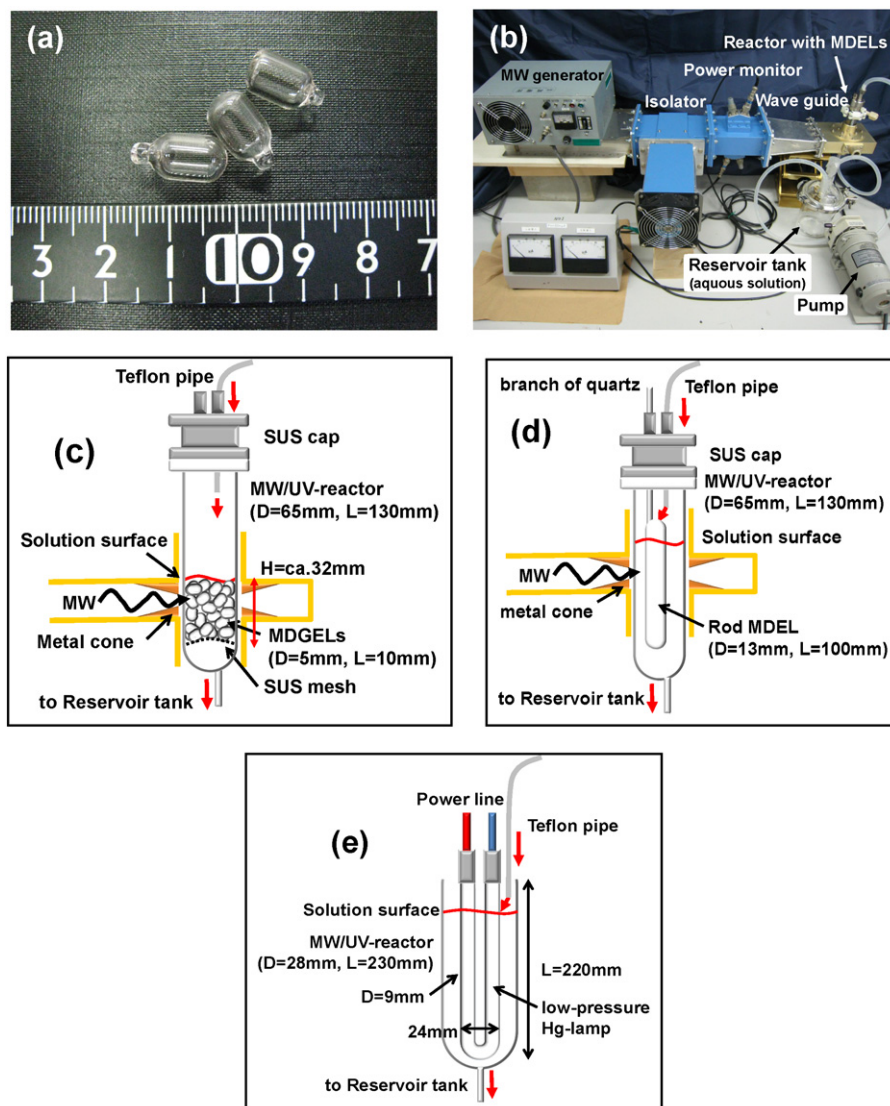 (a)
3 2 1 10 9 8 7
(b)
Reactor with MDELs
Power monitor
MW generator
Isolator
Wave guide
Reservoir tank
(aquous solution)
Pump
(c)
Teflon pipe
SUS cap
MW/UV-reactor
(D=65mm, L=130mm)
Solution surface
H=ca.32mm
MW
Metal cone
MDGELs
(D=5mm, L=10mm)
SUS mesh
to Reservoir tank
(d)
branch of quartz
Teflon pipe
SUS cap
MW/UV-reactor
(D=65mm, L=130mm)
Solution surface
MW
metal cone
Rod MDEL
(D=13mm, L=100mm)
to Reservoir tank
(e)
Power line
Teflon pipe
Solution surface
MW/UV-reactor
(D=28mm, L=230mm)
L=220mm
D=9mm
low-pressure
Hg-lamp
24mm
to Reservoir tank